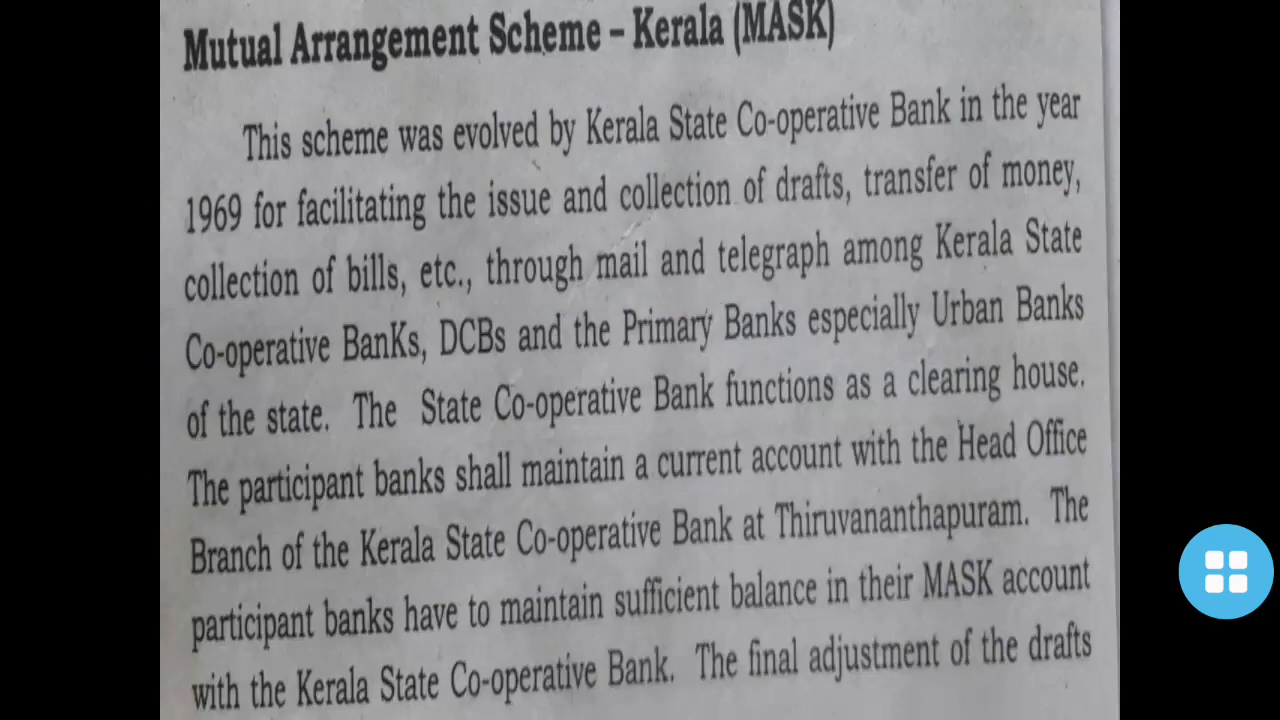 Mutual Arrangement Scheme – Kerala (MASK)
This scheme was evolved by Kerala State Co-operative Bank in the year
1969 for facilitating the issue and collection of drafts, transfer of money,
collection of bills, etc., through mail and telegraph among Kerala State
Co-operative BanKs, DCBs and the Primary Banks especially Urban Banks
of the state. The State Co-operative Bank functions as a clearing house.
The participant banks shall maintain a current account with the Head Office
Branch of the Kerala State Co-operative Bank at Thiruvananthapuram. The
participant banks have to maintain sufficient balance in their MASK account
with the Kerala State Co-operative Bank. The final adjustment of the drafts